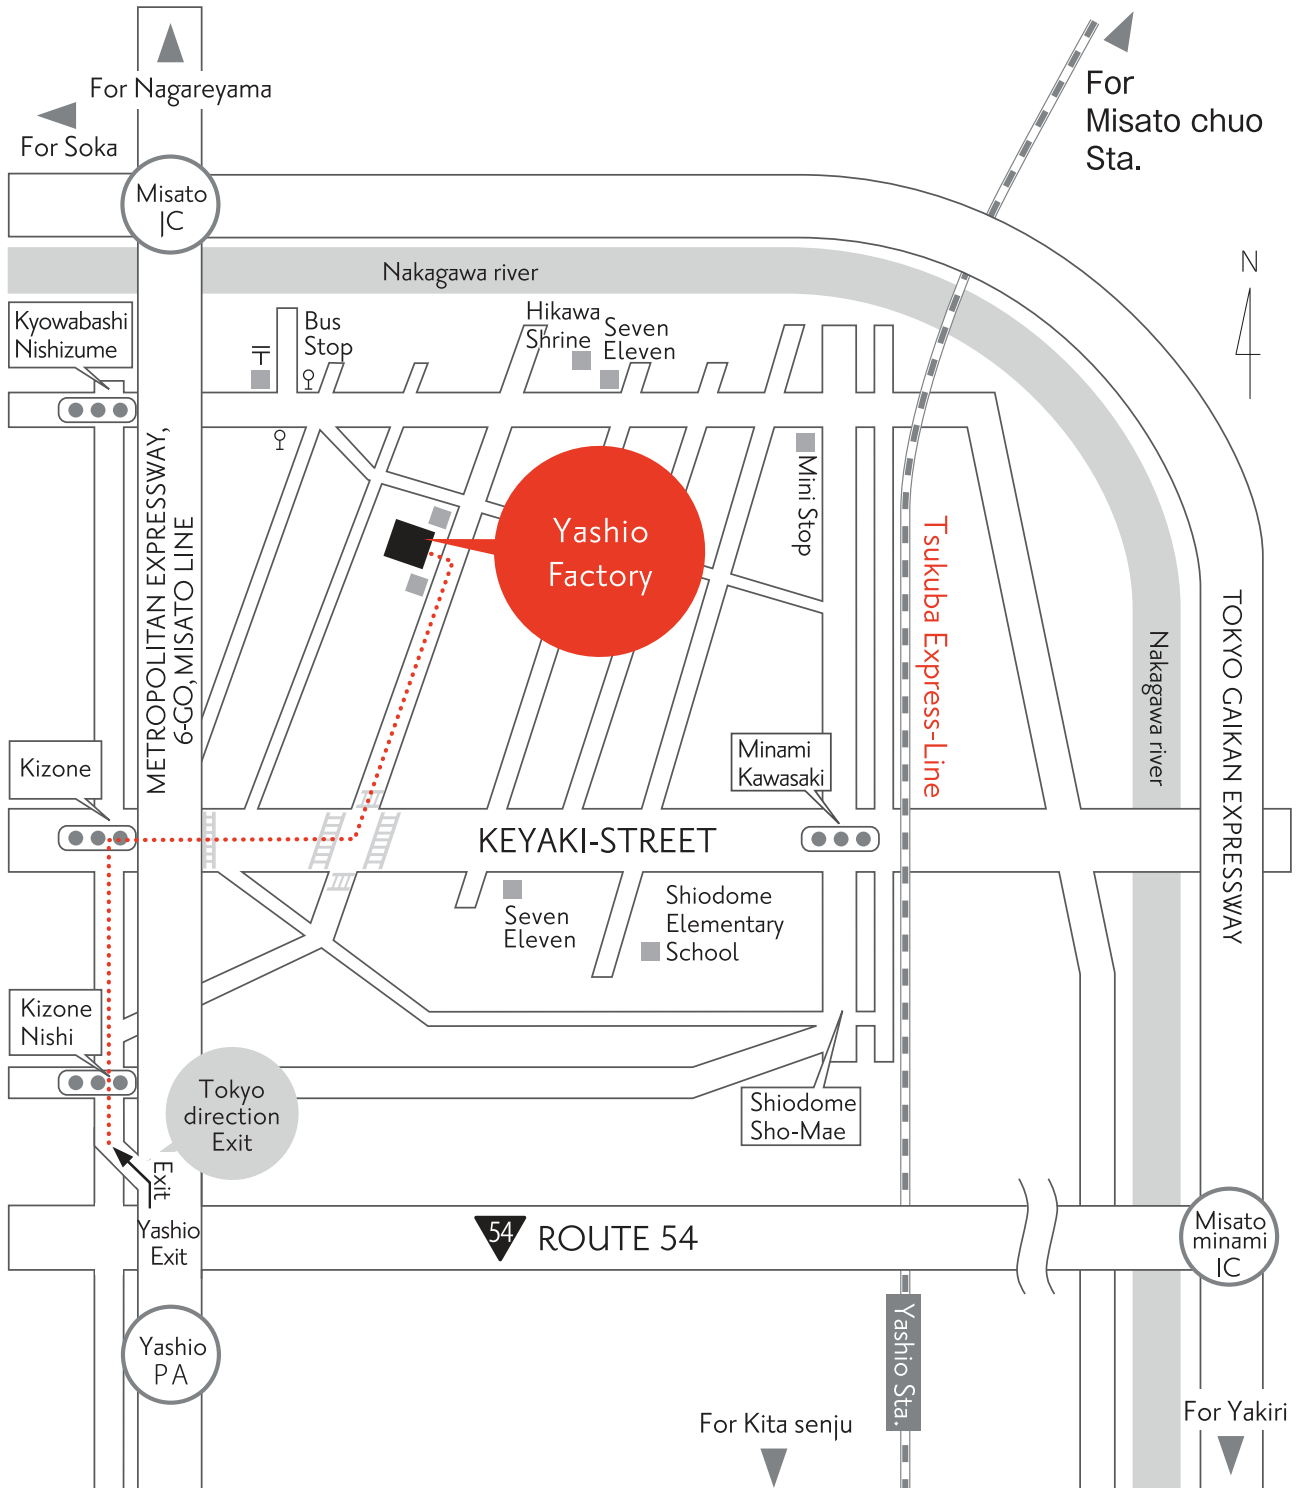 For Nagareyama
For Soka
For
Misato chuo
Sta.
Misato
JC
Nakagawa river
N
Kyowabashi
Nishizume
〒
Bus
Stop
Hikawa
Shrine
Seven
Eleven
METROPOLITAN EXPRESSWAY,
6-GO,MISATO LINE
Mini Stop
Yashio
Factory
Tsukuba Express-Line
Nakagawa river
TOKYO GAIKAN EXPRESSWAY
Kizone
Minami
Kawasaki
KEYAKI-STREET
Seven
Eleven
Shiodome
Elementary
School
Kizone
Nishi
Tokyo
direction
Exit
Shiodome
Sho-Mae
Exit
Yashio
Exit
54
ROUTE 54
Misato
minami
IC
Yashio
PA
Yashio Sta.
For Kita senju
For Yakiri